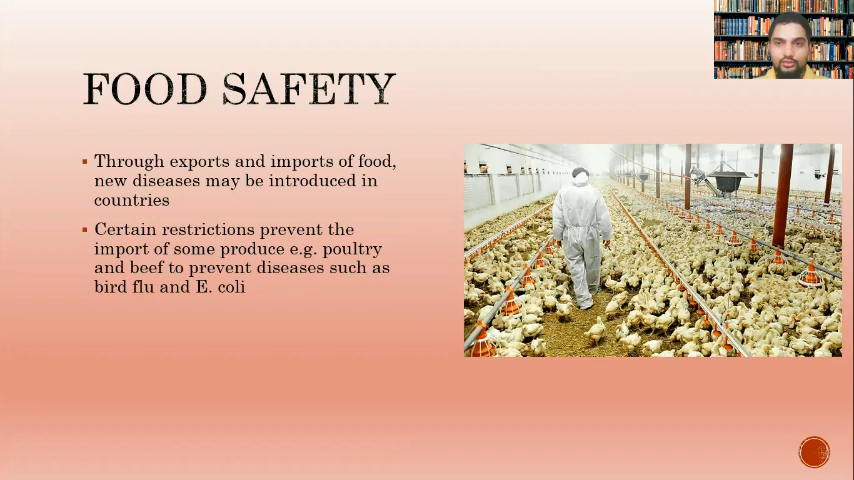 FOOD SAFETY
Through exports and imports of food,
new diseases may be introduced in
countries
Certain restrictions prevent the
import of some produce e.g. poultry
and beef to prevent diseases such as
bird flu and E. coli